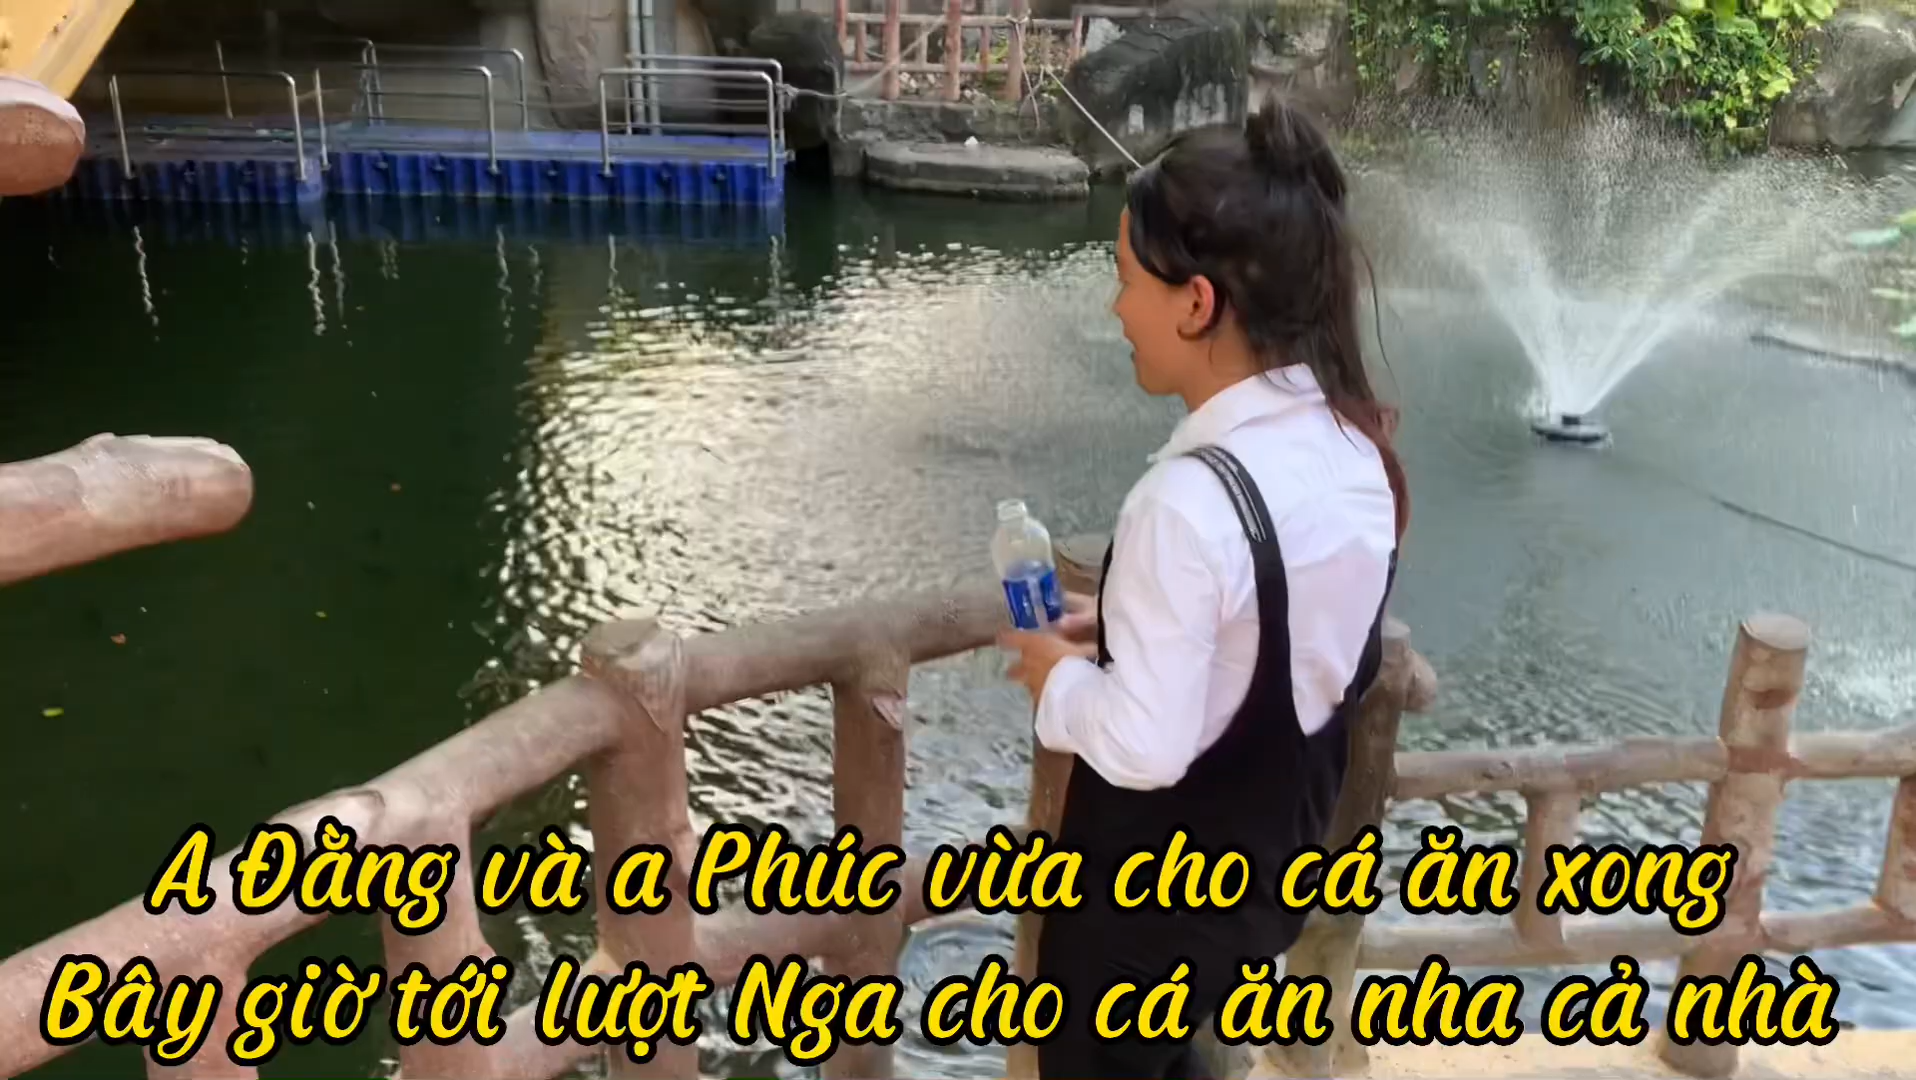 A Đằng và a Phúc vừa cho cá ăn xong
Bây giờ tới lượt Nga cho cá ăn nha cả nhà